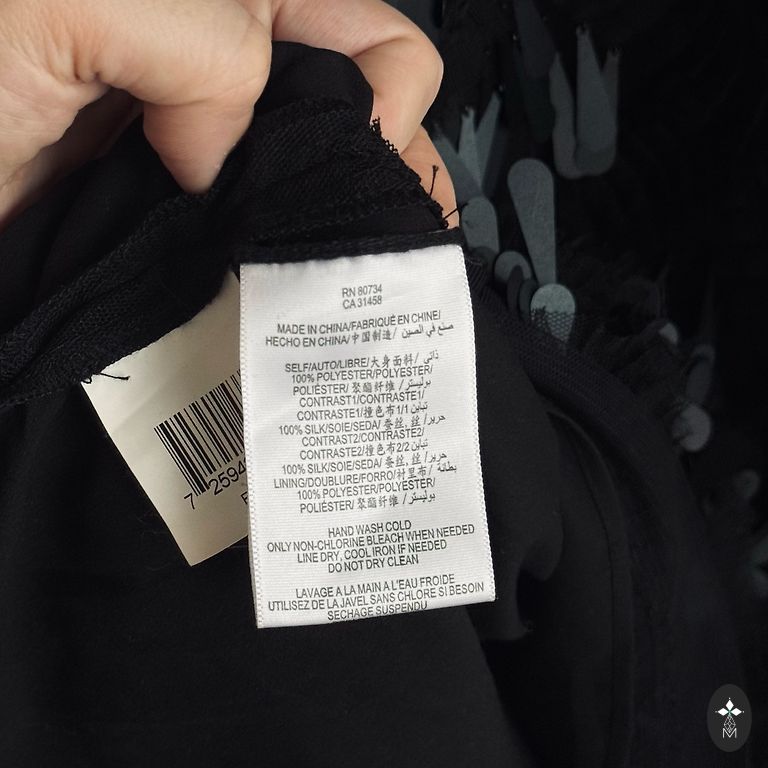 RN 80734
CA 31458
MADE IN CHINA/FABRIQUÉ EN CHINE/
HECHO EN CHINA/中国制造/ صنع في الصين
SELF/AUTO/LIBRE/大身面料/ ذاتي
100% POLYESTER/POLYESTER/
POLIÉSTER/ 聚酯纤维 / بوليستر
CONTRAST1/CONTRASTE1/
CONTRASTE1/撞色布1/1 تباين
100% SILK/SOIE/SEDA/ 蚕丝, 丝/ حرير
CONTRAST2/CONTRASTE2/
CONTRASTE2/撞色布2/2 تباين
100% SILK/SOIE/SEDA/ 蚕丝, 丝/ حرير
LINING/DOUBLURE/FORRO/衬里布/ بطانة
100% POLYESTER/POLYESTER/
POLIÉSTER/ 聚酯纤维 / بوليستر
HAND WASH COLD
ONLY NON-CHLORINE BLEACH WHEN NEEDED
LINE DRY, COOL IRON IF NEEDED
DO NOT DRY CLEAN
LAVAGE A LA MAIN A L'EAU FROIDE
UTILISEZ DE LA JAVEL SANS CHLORE SI BESOIN
SECHAGE SUSPENDU
7 2594
M